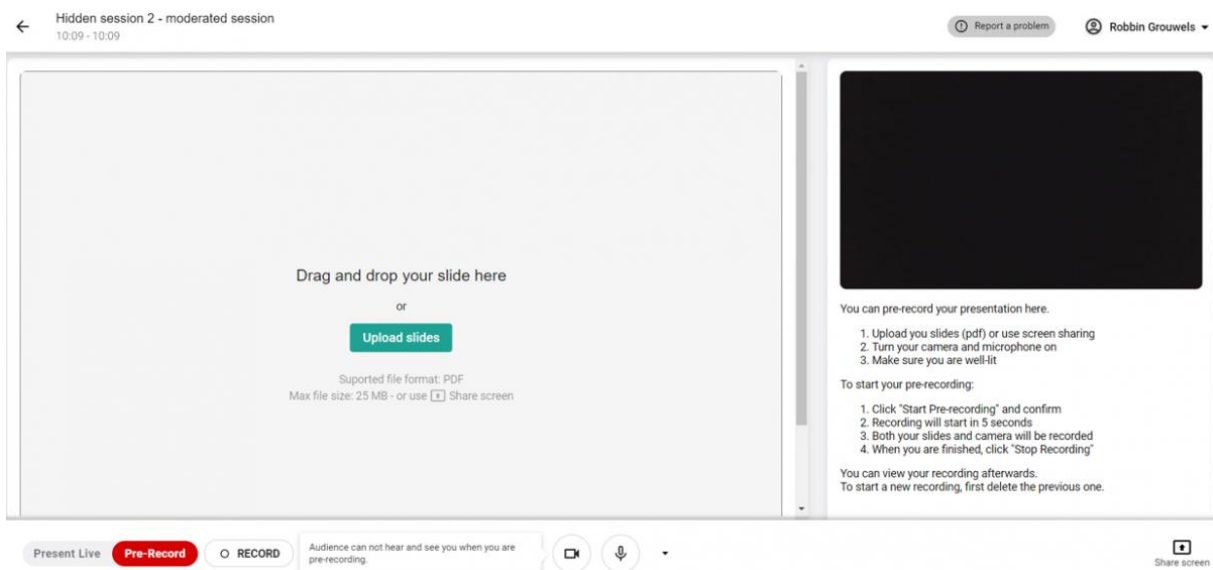 Hidden session 2 - moderated session
10:09 - 10:09
Report a problem
Robbin Grouwels
Drag and drop your slide here
or
Upload slides
Suported file format: PDF
Max file size: 25 MB - or use Share screen
You can pre-record your presentation here.
1. Upload you slides (pdf) or use screen sharing
2. Turn your camera and microphone on
3. Make sure you are well-lit
To start your pre-recording:
1. Click "Start Pre-recording" and confirm
2. Recording will start in 5 seconds
3. Both your slides and camera will be recorded
4. When you are finished, click "Stop Recording"
You can view your recording afterwards.
To start a new recording, first delete the previous one.
Present Live
Pre-Record
RECORD
Audience can not hear and see you when you are
pre-recording.
Share screen